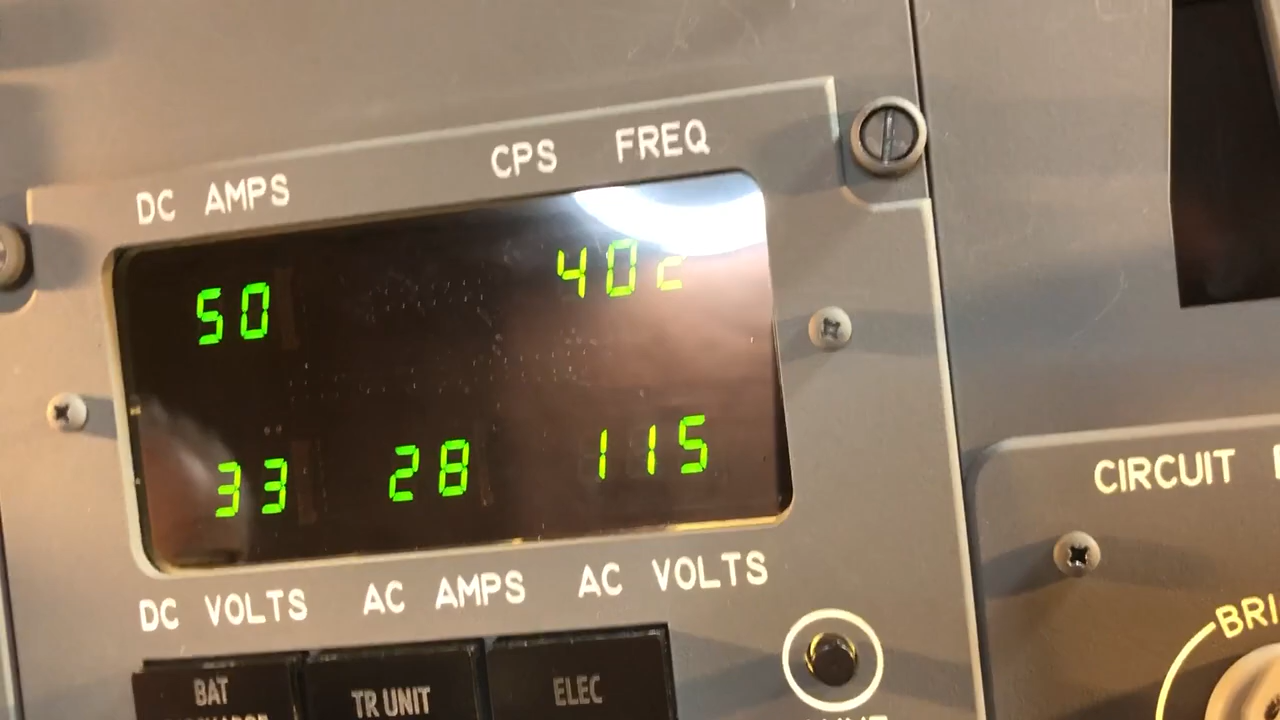 DC AMPS CPS FREQ
50 40
33 28 115
DC VOLTS AC AMPS AC VOLTS
BAT
TR UNIT
ELEC
CIRCUIT
BRI